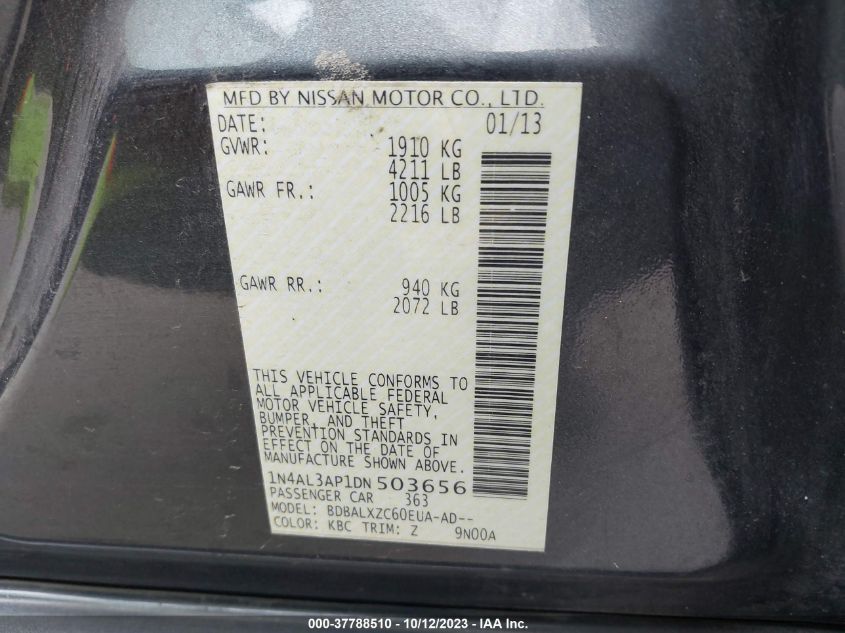 MFD BY NISSAN MOTOR CO., LTD.
DATE: 01/13
GVWR: 1910 KG
4211 LB
GAWR FR.: 1005 KG
2216 LB
GAWR RR.: 940 KG
2072 LB
THIS VEHICLE CONFORMS TO
ALL APPLICABLE FEDERAL
MOTOR VEHICLE SAFETY,
BUMPER, AND THEFT
PREVENTION STANDARDS IN
EFFECT ON THE DATE OF
MANUFACTURE SHOWN ABOVE.
1N4AL3AP1DN503656
PASSENGER CAR 363
MODEL: BDBALXZC60EUA-AD--
COLOR: KBC TRIM: Z 9N00A
000-37788510 - 10/12/2023 - IAA Inc.